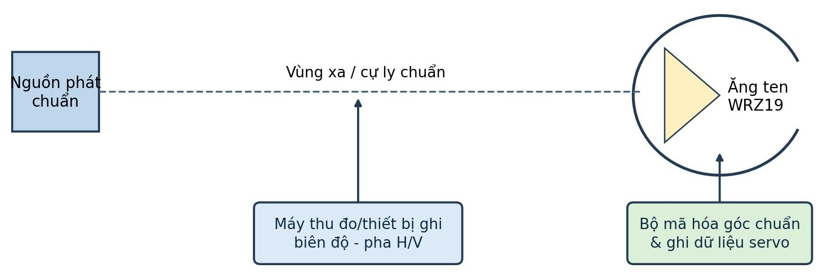 Nguồn phát
chuẩn
Vùng xa / cự ly chuẩn
Ăng ten
WRZ19
Máy thu đo/thiết bị ghi
biên độ - pha H/V
Bộ mã hóa góc chuẩn
& ghi dữ liệu servo